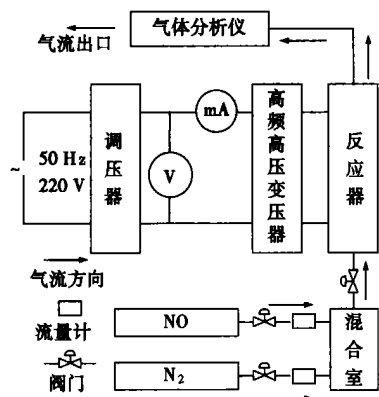 气流出口
气体分析仪
~
50 Hz
220 V
调压器
V
mA
高频高压变压器
反应器
气流方向
流量计
阀门
NO
N₂
混合室